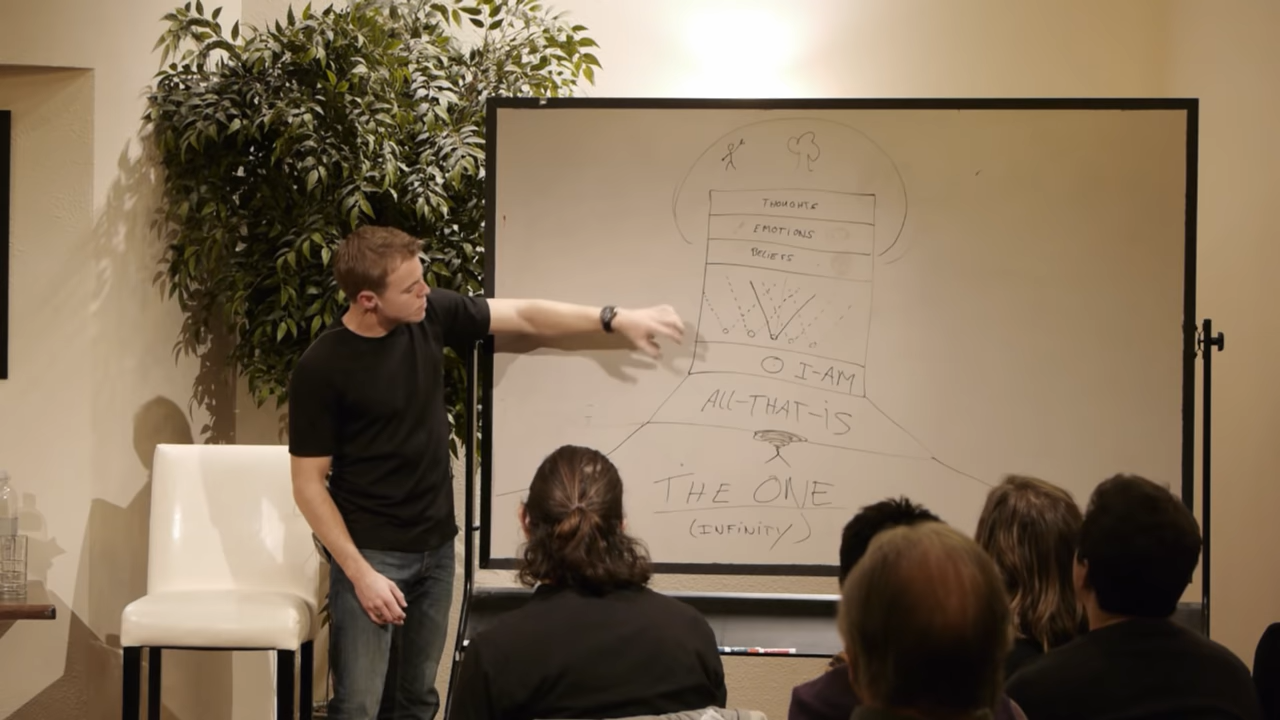 THOUGHTS
EMOTIONS
BELIEFS
I-AM
ALL-THAT-iS
THE ONE
(INFINITY)